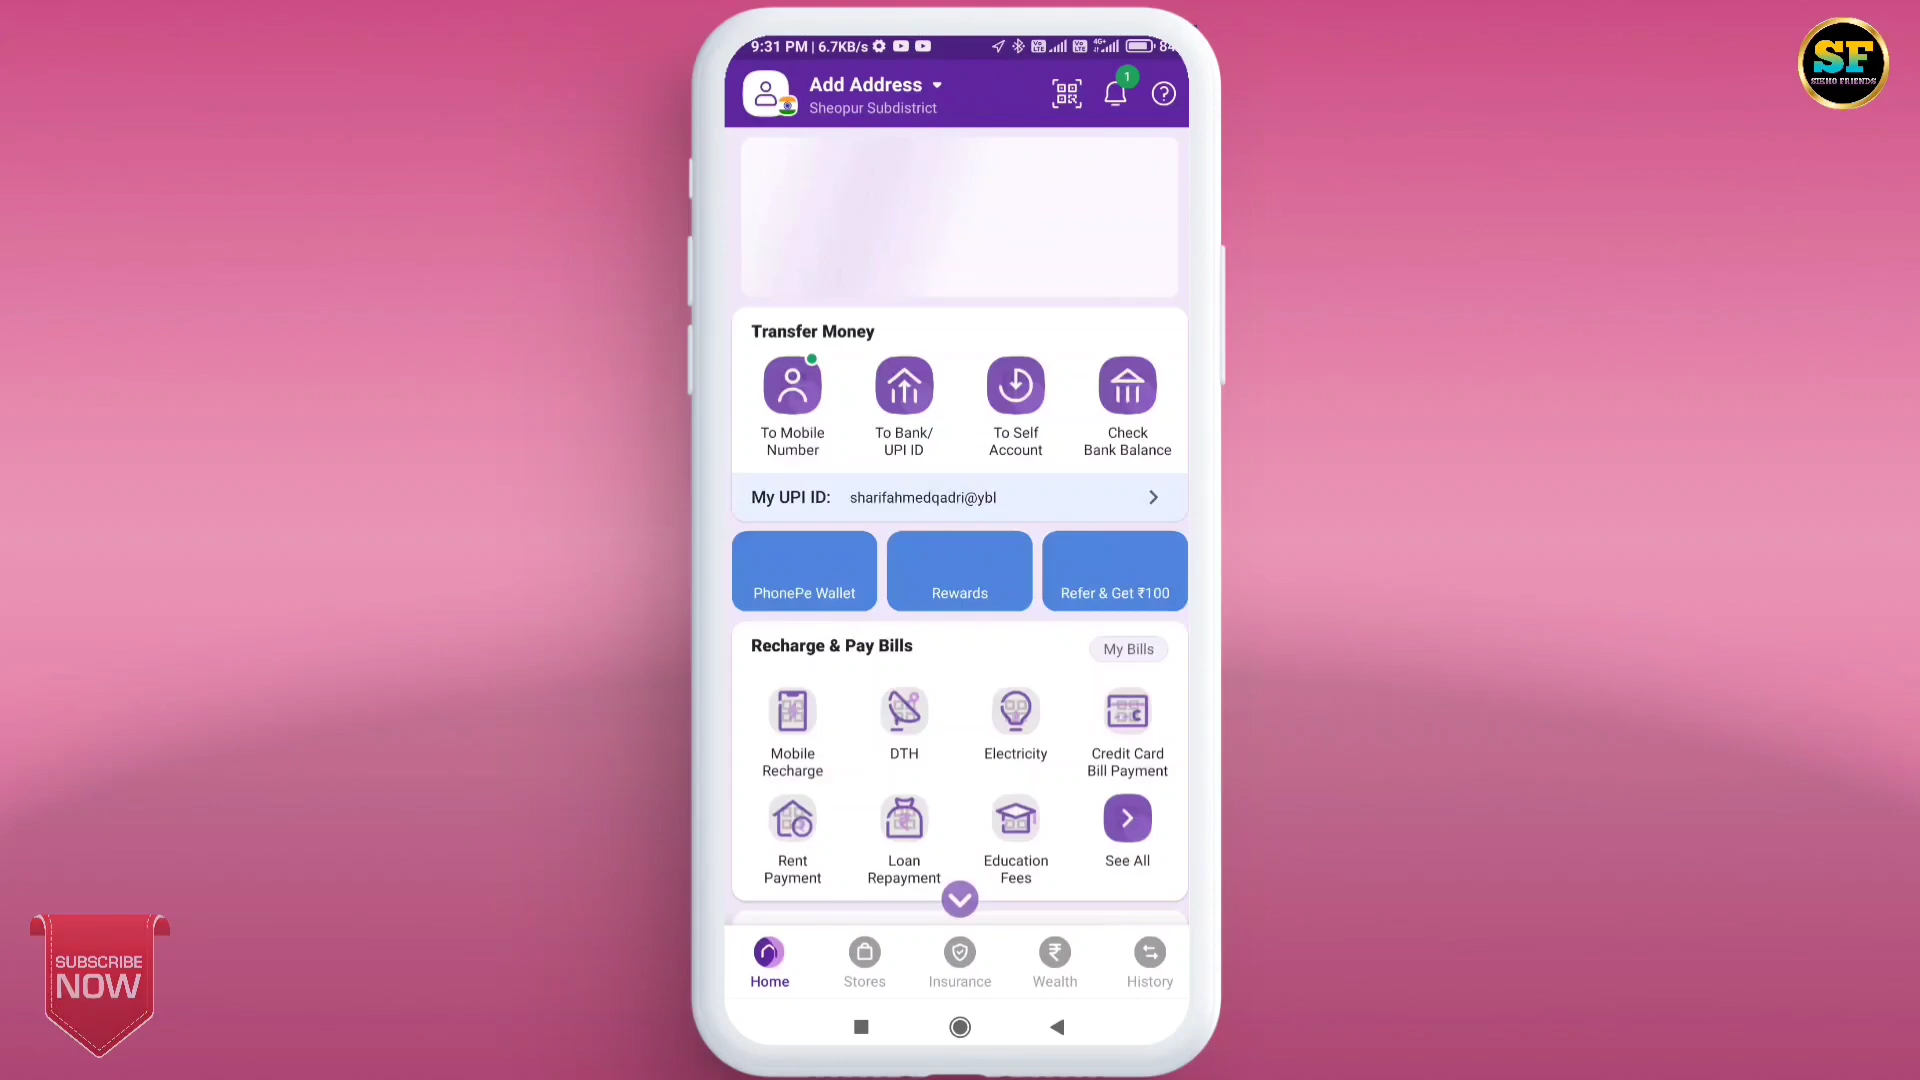 9:31 PM | 6.7KB/s
84
SF
SIKHO FRIENDS
Add Address
Sheopur Subdistrict
1
Transfer Money
To Mobile
Number
To Bank/
UPI ID
To Self
Account
Check
Bank Balance
My UPI ID: sharifahmedqadri@ybl
PhonePe Wallet
Rewards
Refer & Get ₹100
Recharge & Pay Bills
My Bills
Mobile
Recharge
DTH
Electricity
Credit Card
Bill Payment
Rent
Payment
Loan
Repayment
Education
Fees
See All
Home
Stores
Insurance
Wealth
History
SUBSCRIBE
NOW